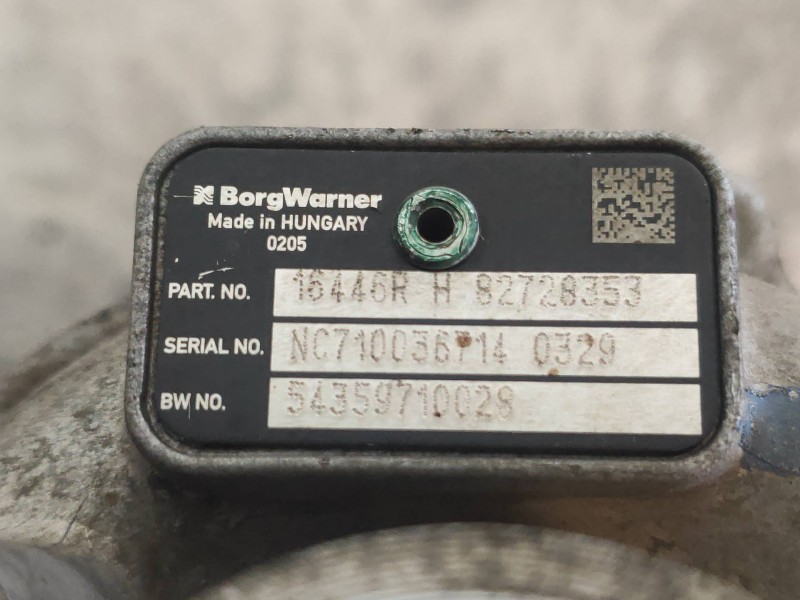 BorgWarner
Made in HUNGARY
0205
PART. NO. 16446R H 82728353
SERIAL NO. NC710036714 0329
BW NO. 54359710028